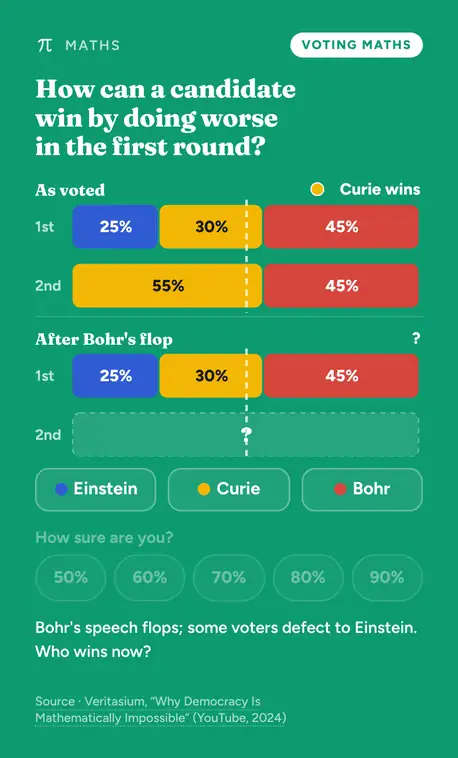 π MATHS
VOTING MATHS
How can a candidate
win by doing worse
in the first round?
As voted
Curie wins
1st 25% 30% 45%
2nd 55% 45%
After Bohr's flop ?
1st 25% 30% 45%
2nd ?
Einstein Curie Bohr
How sure are you?
50% 60% 70% 80% 90%
Bohr's speech flops; some voters defect to Einstein.
Who wins now?
Source · Veritasium, “Why Democracy Is
Mathematically Impossible” (YouTube, 2024)